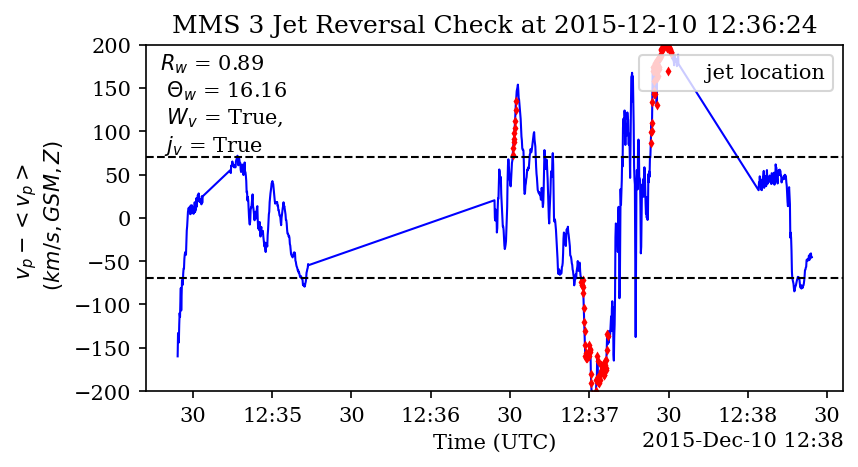 MMS 3 Jet Reversal Check at 2015-12-10 12:36:24
R_w = 0.89
Θ_w = 16.16
W_v = True,
j_v = True
jet location
200
150
100
50
0
−50
−100
−150
−200
v_p − < v_p >
(km/s, GSM, Z)
30 12:35 30 12:36 30 12:37 30 12:38 30
Time (UTC)
2015-Dec-10 12:38